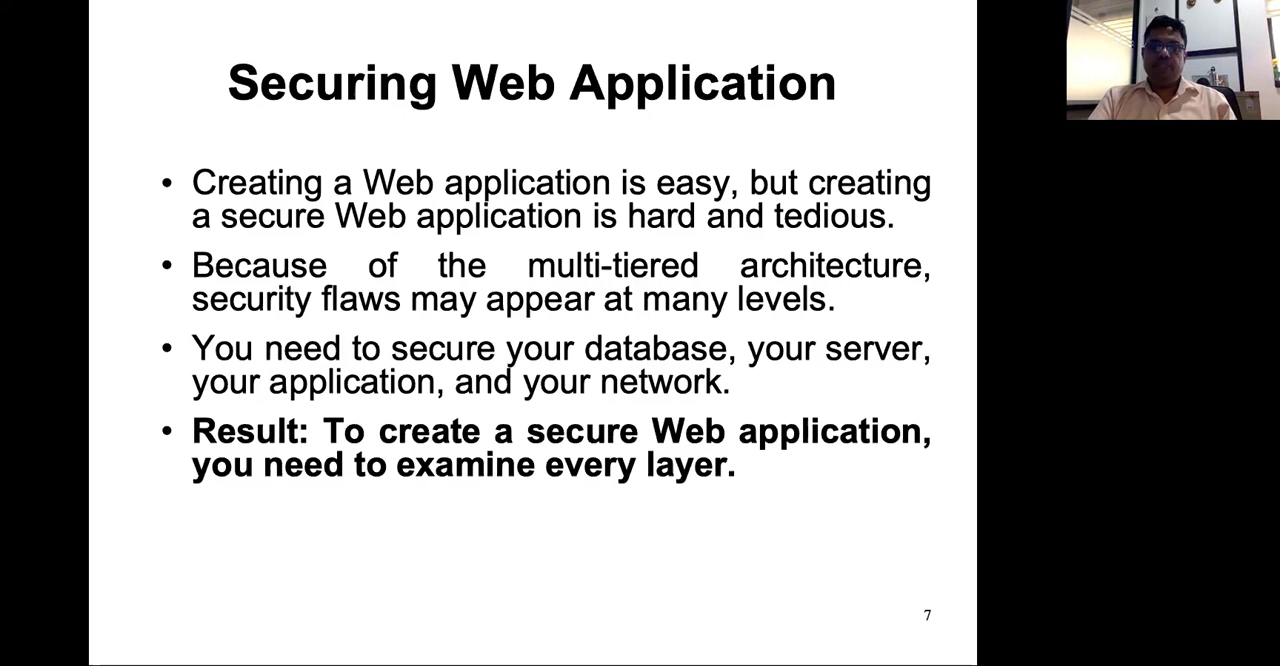 Securing Web Application
• Creating a Web application is easy, but creating
a secure Web application is hard and tedious.
• Because of the multi-tiered architecture,
security flaws may appear at many levels.
• You need to secure your database, your server,
your application, and your network.
• Result: To create a secure Web application,
you need to examine every layer.
7